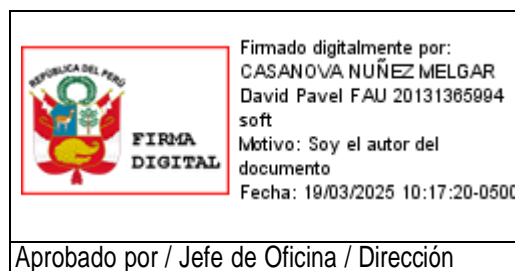 REPÚBLICA DEL PERÚ
FIRMA
DIGITAL
Firmado digitalmente por:
CASANOVA NUÑEZ MELGAR
David Pavel FAU 20131365994
soft
Motivo: Soy el autor del
documento
Fecha: 19/03/2025 10:17:20-0500
Aprobado por / Jefe de Oficina / Dirección